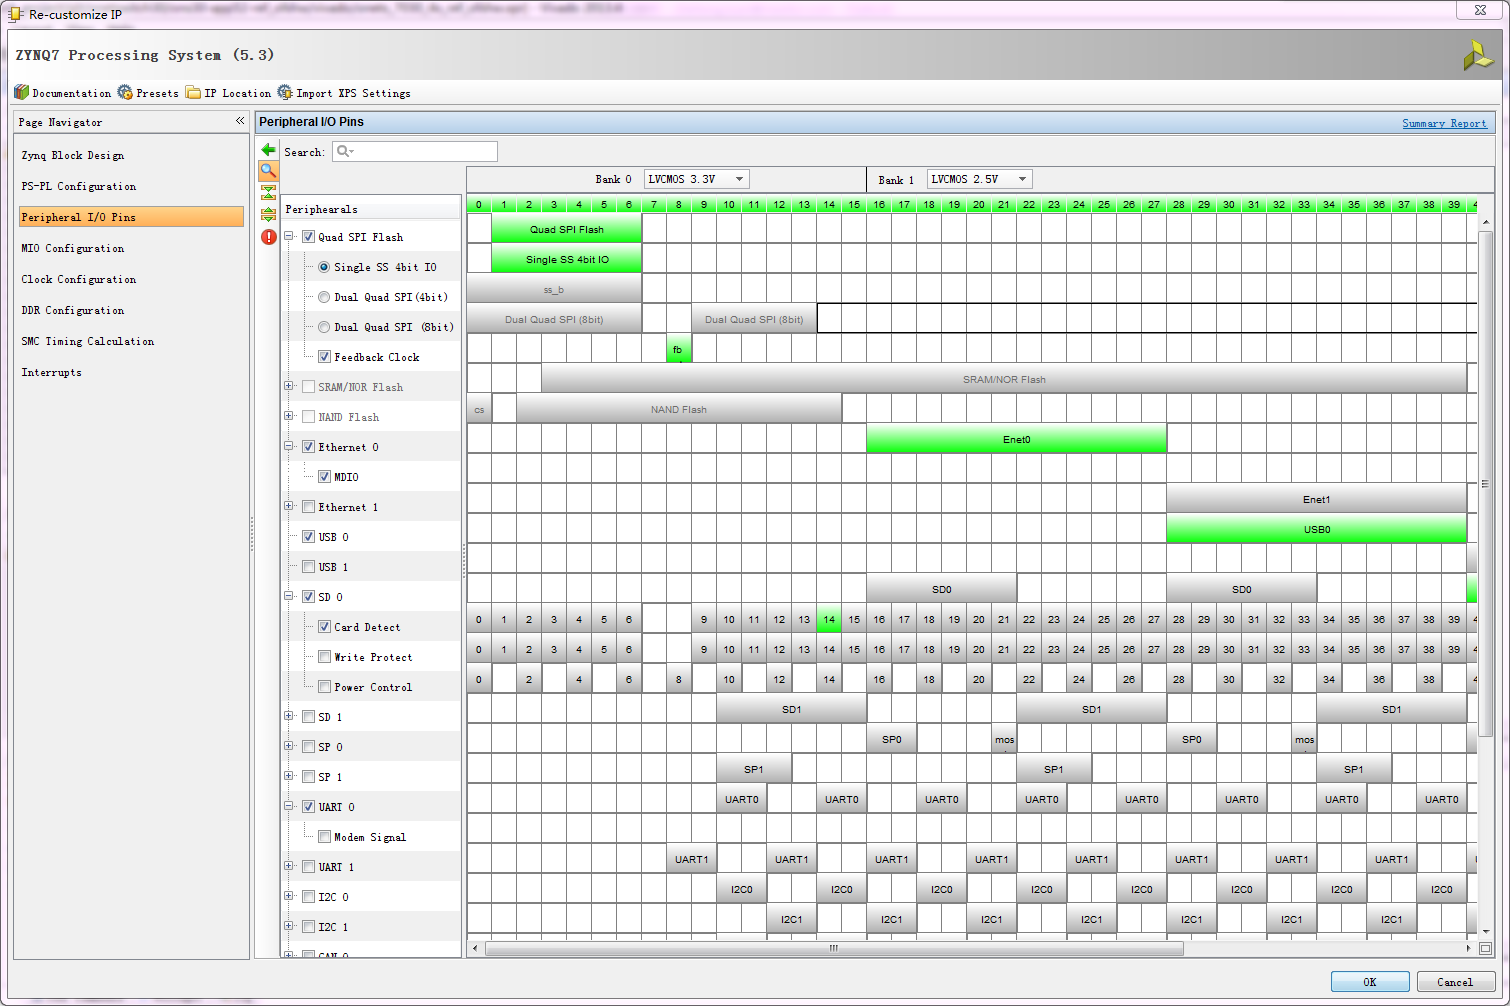 Re-customize IP
ZYNQ7 Processing System (5.3)
Documentation Presets IP Location Import XPS Settings
Page Navigator «
Zynq Block Design
PS-PL Configuration
Peripheral I/O Pins
MIO Configuration
Clock Configuration
DDR Configuration
SMC Timing Calculation
Interrupts
Peripheral I/O Pins Summary Report
Search:
Bank 0 LVCMOS 3.3V Bank 1 LVCMOS 2.5V
Periphearals 0 1 2 3 4 5 6 7 8 9 10 11 12 13 14 15 16 17 18 19 20 21 22 23 24 25 26 27 28 29 30 31 32 33 34 35 36 37 38 39 4
Quad SPI Flash Quad SPI Flash
Single SS 4bit IO Single SS 4bit IO
Dual Quad SPI(4bit) ss_b
Dual Quad SPI (8bit) Dual Quad SPI (8bit) Dual Quad SPI (8bit)
Feedback Clock fb
SRAM/NOR Flash SRAM/NOR Flash
NAND Flash cs NAND Flash
Ethernet 0 Enet0
MDIO
Ethernet 1 Enet1
USB 0 USB0
USB 1
SD 0 SD0 SD0
Card Detect 0 1 2 3 4 5 6 9 10 11 12 13 14 15 16 17 18 19 20 21 22 23 24 25 26 27 28 29 30 31 32 33 34 35 36 37 38 39 4
Write Protect 0 1 2 3 4 5 6 9 10 11 12 13 14 15 16 17 18 19 20 21 22 23 24 25 26 27 28 29 30 31 32 33 34 35 36 37 38 39 4
Power Control 0 2 4 6 8 10 12 14 16 18 20 22 24 26 28 30 32 34 36 38 4
SD 1 SD1 SD1 SD1
SP 0 SP0 mos SP0 mos
SP 1 SP1 SP1 SP1
UART 0 UART0 UART0 UART0 UART0 UART0 UART0 UART0 UART0
Modem Signal
UART 1 UART1 UART1 UART1 UART1 UART1 UART1 UART1 UART1
I2C 0 I2C0 I2C0 I2C0 I2C0 I2C0 I2C0 I2C0 I2C0
I2C 1 I2C1 I2C1 I2C1 I2C1 I2C1 I2C1 I2C1
CAN 0
OK Cancel